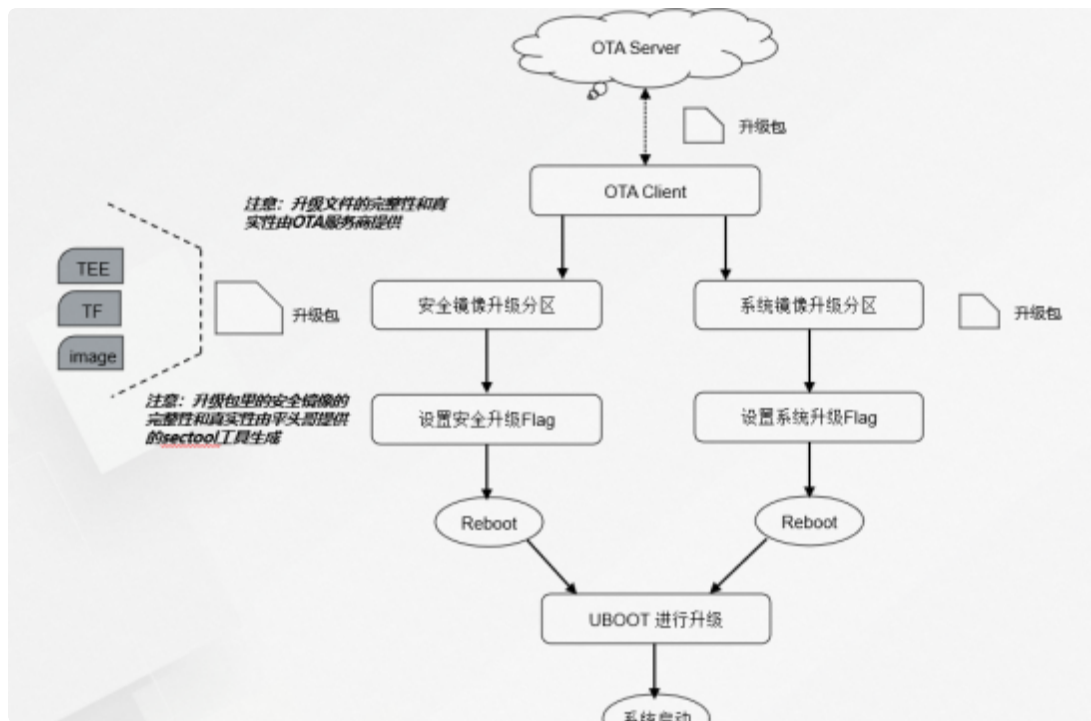 OTA Server
升级包
OTA Client
注意：升级文件的完整性和真
实性由OTA服务商提供
TEE
TF
image
升级包
安全镜像升级分区
系统镜像升级分区
升级包
注意：升级包里的安全镜像的
完整性和真实性由平头哥提供
的sectool工具生成
设置安全升级Flag
设置系统升级Flag
Reboot
Reboot
UBOOT 进行升级
系统启动